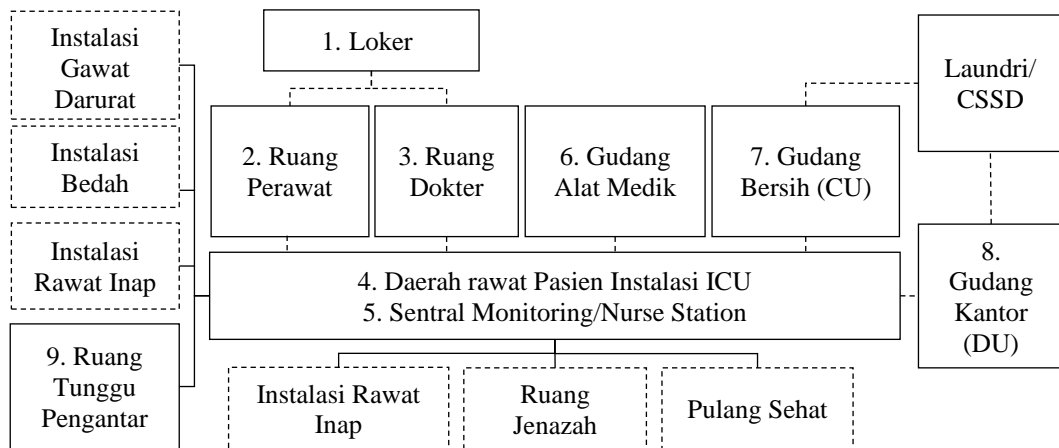 Instalasi
Gawat
Darurat
Instalasi
Bedah
Instalasi
Rawat Inap
9. Ruang
Tunggu
Pengantar
1. Loker
2. Ruang
Perawat
3. Ruang
Dokter
6. Gudang
Alat Medik
7. Gudang
Bersih (CU)
Laundri/
CSSD
4. Daerah rawat Pasien Instalasi ICU
5. Sentral Monitoring/Nurse Station
8.
Gudang
Kantor
(DU)
Instalasi Rawat
Inap
Ruang
Jenazah
Pulang Sehat